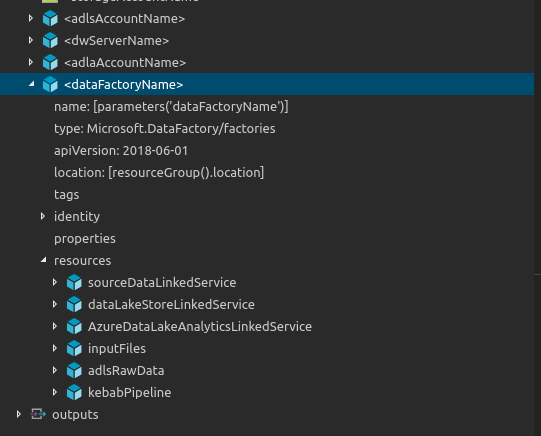 <adlsAccountName>
<dwServerName>
<adlaAccountName>
<dataFactoryName>
name: [parameters('dataFactoryName')]
type: Microsoft.DataFactory/factories
apiVersion: 2018-06-01
location: [resourceGroup().location]
tags
identity
properties
resources
sourceDataLinkedService
dataLakeStoreLinkedService
AzureDataLakeAnalyticsLinkedService
inputFiles
adlsRawData
kebabPipeline
outputs